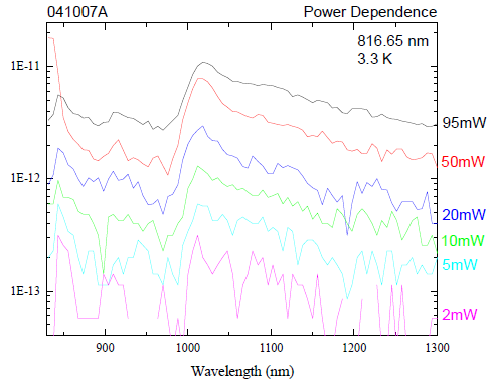 041007A Power Dependence
816.65 nm
3.3 K
1E-11
1E-12
1E-13
95mW
50mW
20mW
10mW
5mW
2mW
900 1000 1100 1200 1300
Wavelength (nm)